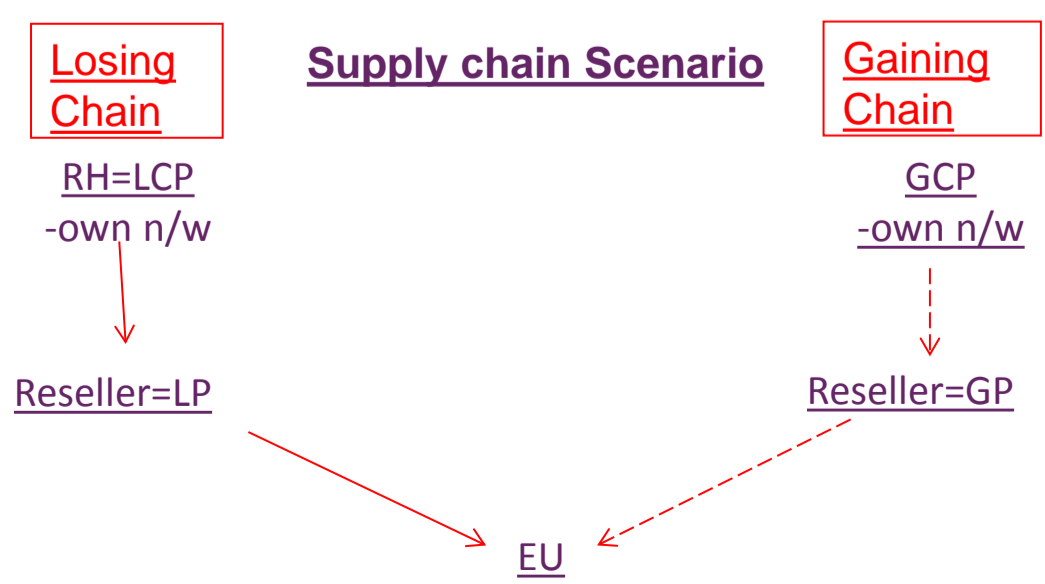 Losing
Chain
Supply chain Scenario
Gaining
Chain
RH=LCP
-own n/w
GCP
-own n/w
Reseller=LP
Reseller=GP
EU